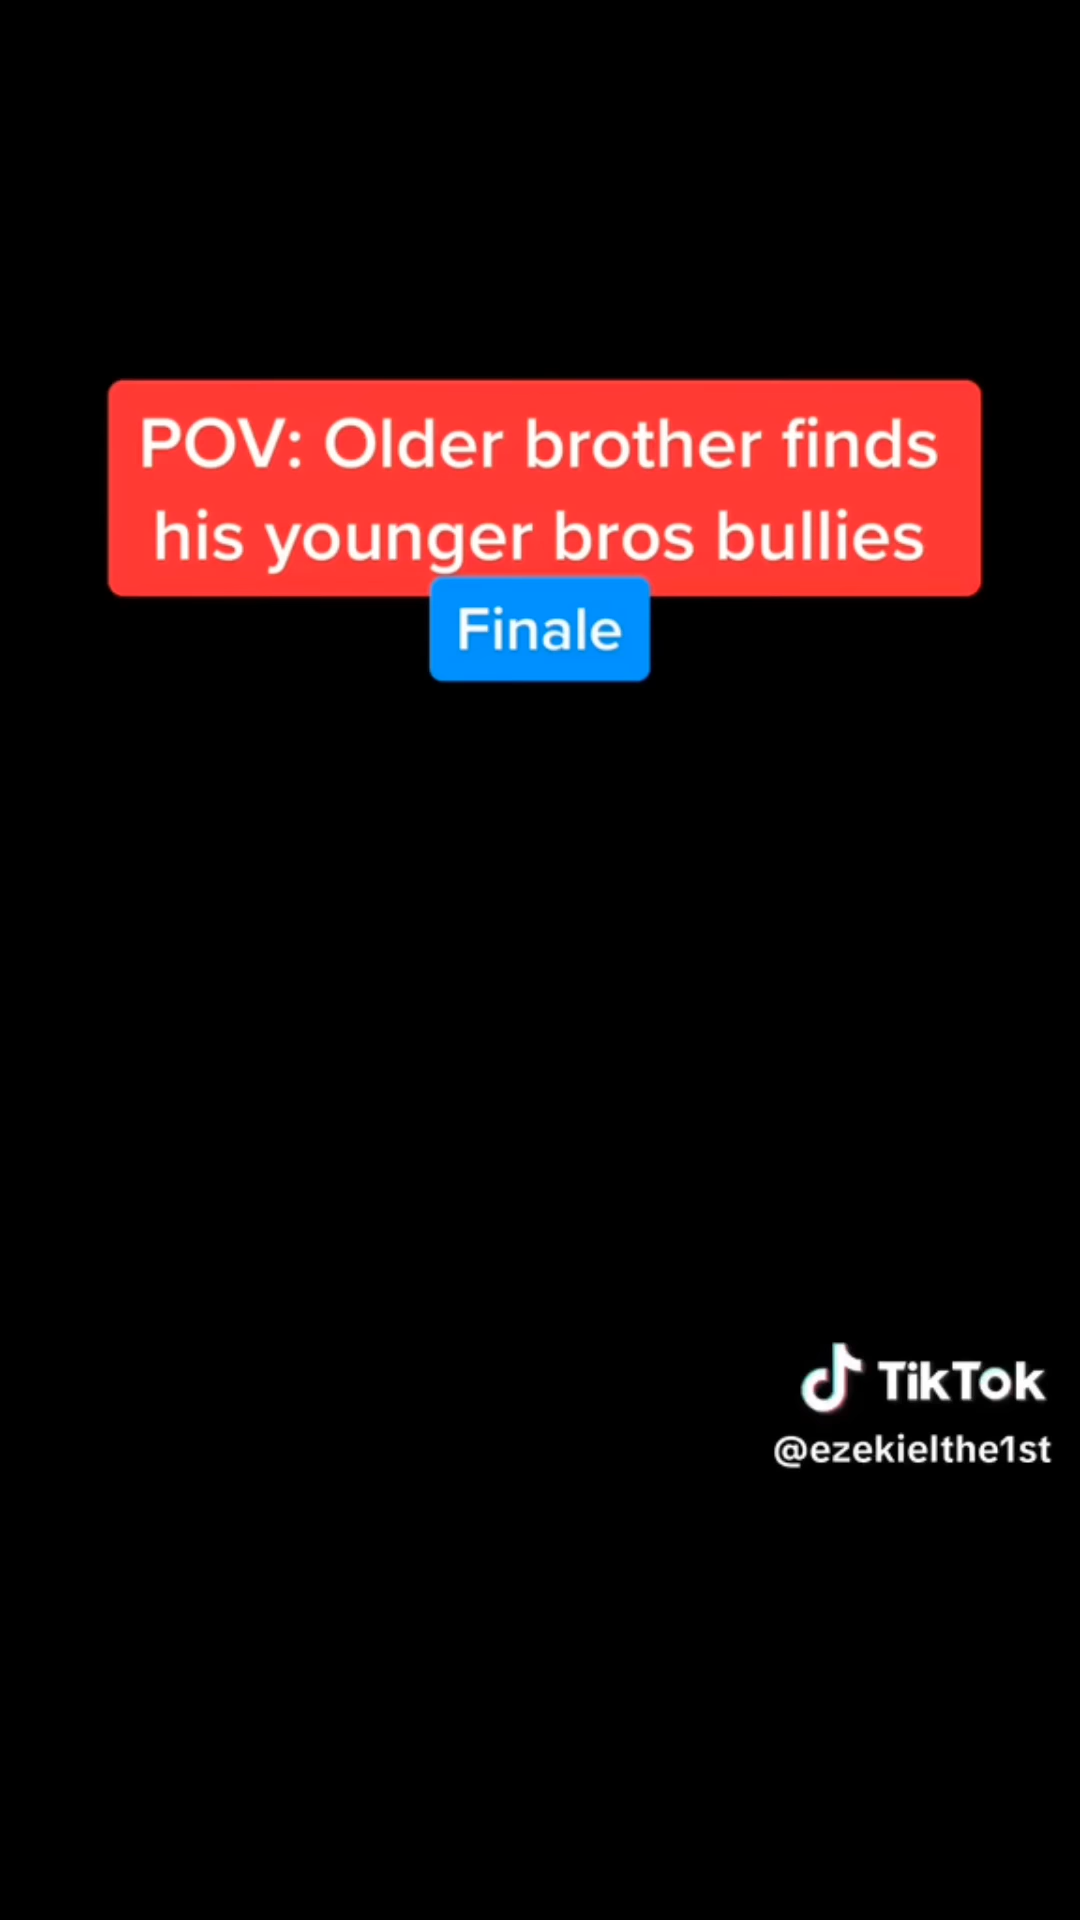 POV: Older brother finds
his younger bros bullies
Finale
TikTok
@ezekielthe1st